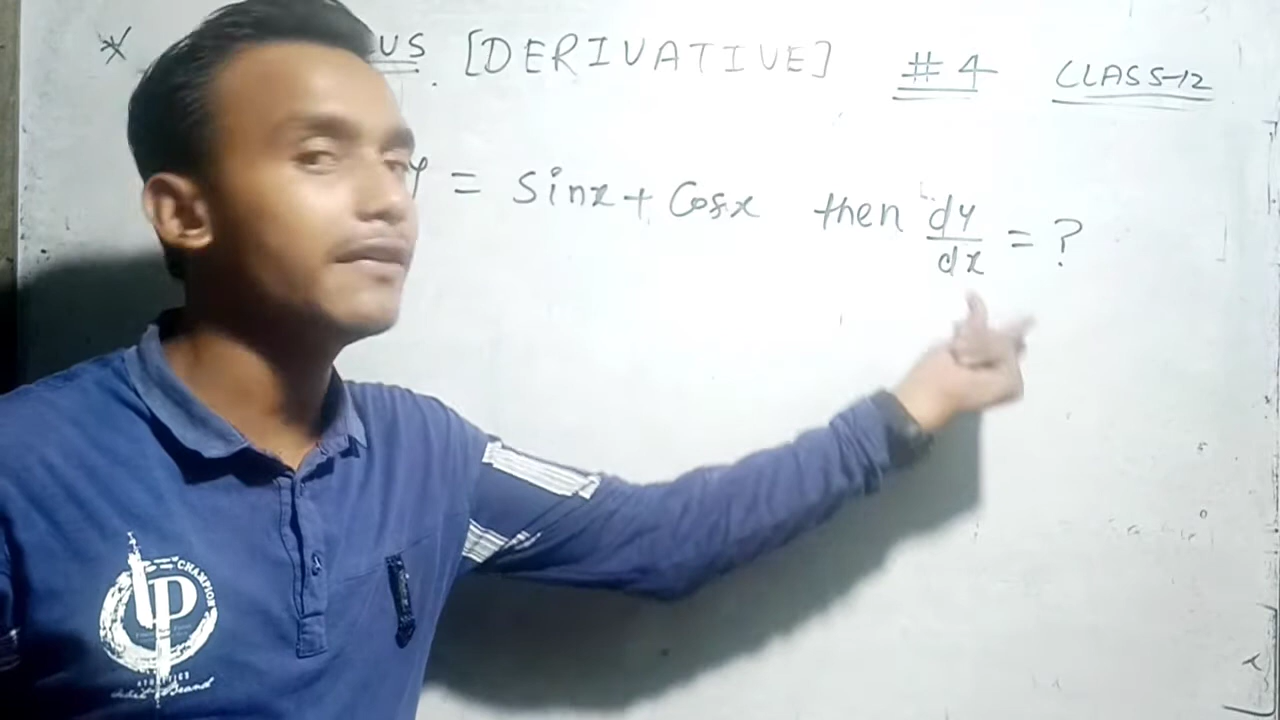 * US [DERIVATIVE] #4 CLASS-12
y = sinx + Cosx then dy/dx = ?
CHAMPION